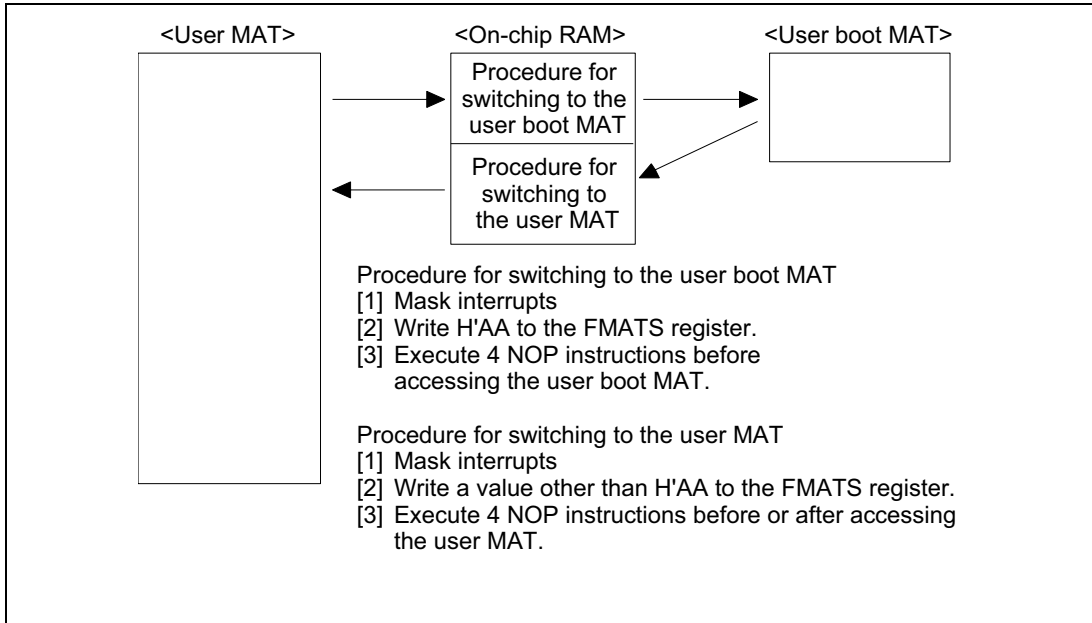 <User MAT>
<On-chip RAM>
<User boot MAT>
Procedure for
switching to the
user boot MAT
Procedure for
switching to
the user MAT
Procedure for switching to the user boot MAT
[1] Mask interrupts
[2] Write H'AA to the FMATS register.
[3] Execute 4 NOP instructions before
accessing the user boot MAT.
Procedure for switching to the user MAT
[1] Mask interrupts
[2] Write a value other than H'AA to the FMATS register.
[3] Execute 4 NOP instructions before or after accessing
the user MAT.